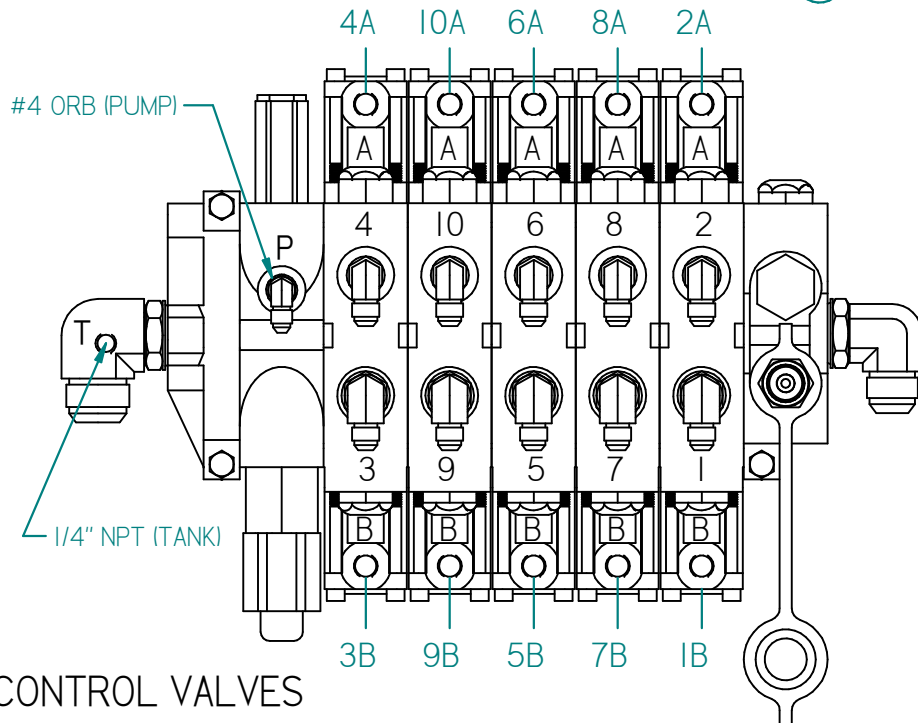 4A 10A 6A 8A 2A
#4 ORB (PUMP)
A A A A A
4 10 6 8 2
P
T
3 9 5 7 1
1/4" NPT (TANK)
B B B B B
3B 9B 5B 7B 1B
CONTROL VALVES